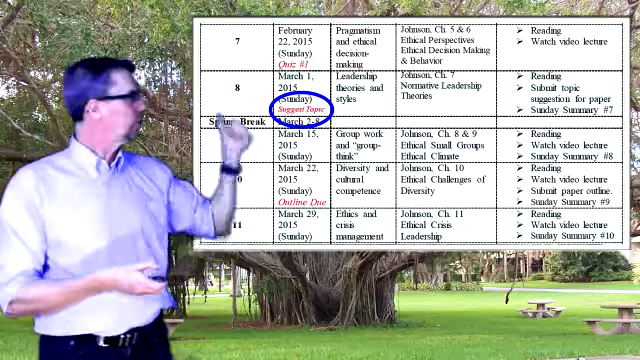 7
February 22, 2015 (Sunday) Quiz #1
Pragmatism and ethical decision-making
Johnson, Ch. 5 & 6
Ethical Perspectives
Ethical Decision Making & Behavior
Reading
Watch video lecture
8
March 1, 2015 (Sunday) Suggest Topic
Leadership theories and styles
Johnson, Ch. 7
Normative Leadership Theories
Reading
Submit topic suggestion for paper
Sunday Summary #7
Break
March 2-8
March 15, 2015 (Sunday)
Group work and “group-think”
Johnson, Ch. 8 & 9
Ethical Small Groups
Ethical Climate
Reading
Watch video lecture
Sunday Summary #8
March 22, 2015 (Sunday) Outline Due
Diversity and cultural competence
Johnson, Ch. 10
Ethical Challenges of Diversity
Reading
Watch video lecture
Submit paper outline.
Sunday Summary #9
11
March 29, 2015 (Sunday)
Ethics and crisis management
Johnson, Ch. 11
Ethical Crisis Leadership
Reading
Watch video lecture
Sunday Summary #10